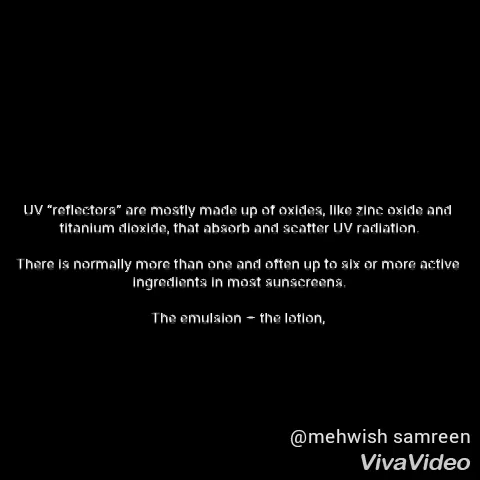 UV “reflectors” are mostly made up of oxides, like zinc oxide and
titanium dioxide, that absorb and scatter UV radiation.
There is normally more than one and often up to six or more active
ingredients in most sunscreens.
The emulsion – the lotion,
@mehwish samreen
VivaVideo